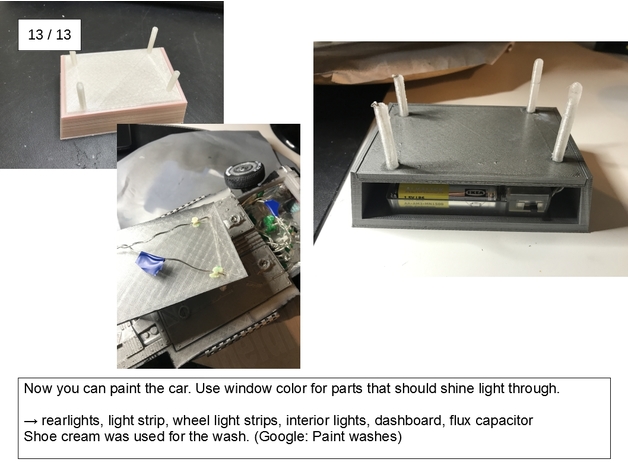 13 / 13
IKEA
Now you can paint the car. Use window color for parts that should shine light through.
→ rearlights, light strip, wheel light strips, interior lights, dashboard, flux capacitor
Shoe cream was used for the wash. (Google: Paint washes)